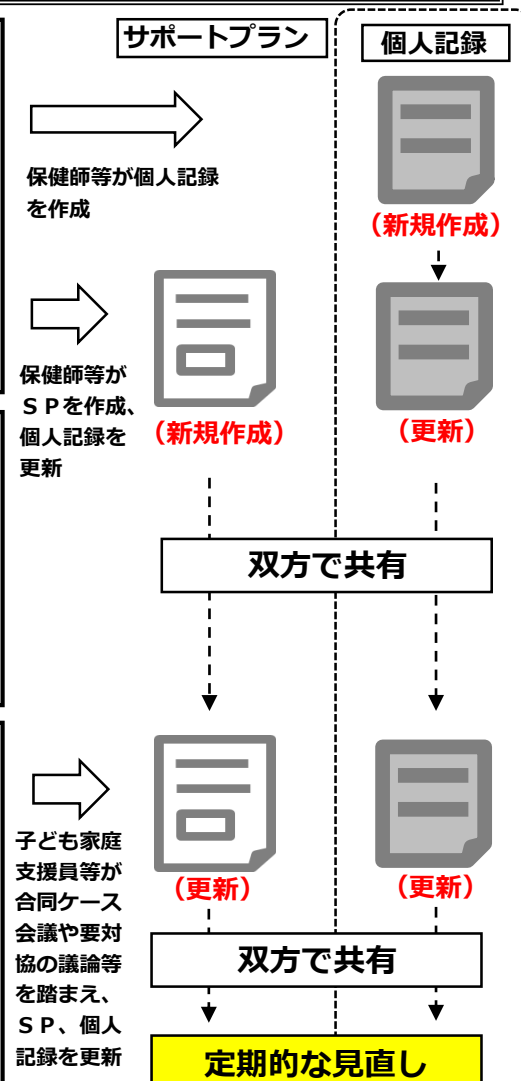 サポートプラン
個人記録
保健師等が個人記録
を作成
（新規作成）
保健師等が
ＳＰを作成、
個人記録を
更新
（新規作成）
（更新）
双方で共有
子ども家庭
支援員等が
合同ケース
会議や要対
協の議論等
を踏まえ、
ＳＰ、個人
記録を更新
（更新）
（更新）
双方で共有
定期的な見直し